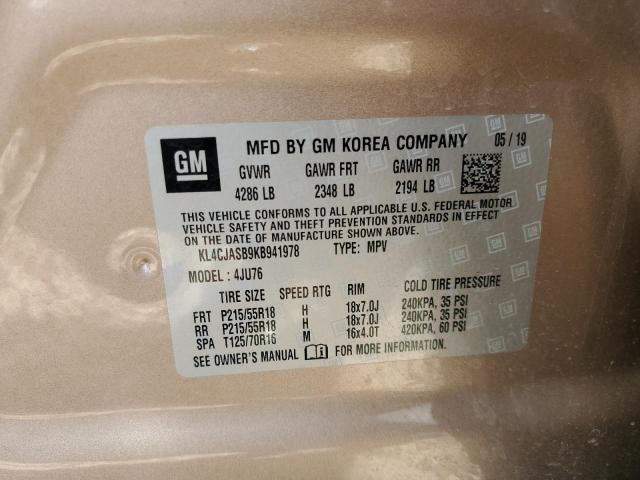 GM
MFD BY GM KOREA COMPANY 05 / 19
GVWR GAWR FRT GAWR RR
4286 LB 2348 LB 2194 LB
THIS VEHICLE CONFORMS TO ALL APPLICABLE U.S. FEDERAL MOTOR
VEHICLE SAFETY AND THEFT PREVENTION STANDARDS IN EFFECT
ON THE DATE OF MANUFACTURE SHOWN ABOVE.
KL4CJASB9KB941978 TYPE: MPV
MODEL: 4JU76
TIRE SIZE SPEED RTG RIM COLD TIRE PRESSURE
FRT P215/55R18 H 18x7.0J 240KPA, 35 PSI
RR P215/55R18 H 18x7.0J 240KPA, 35 PSI
SPA T125/70R16 M 16x4.0T 420KPA, 60 PSI
SEE OWNER'S MANUAL FOR MORE INFORMATION.